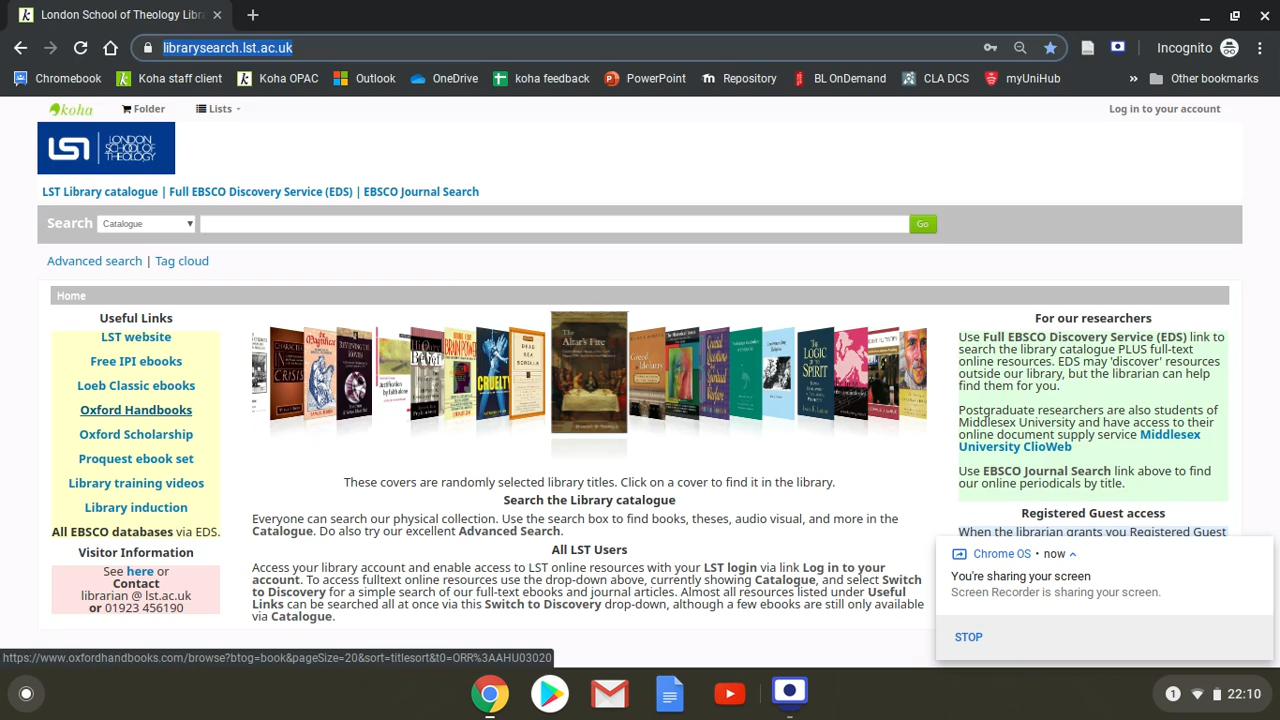 London School of Theology Libr
librarysearch.lst.ac.uk
Incognito
Chromebook
Koha staff client
Koha OPAC
Outlook
OneDrive
koha feedback
PowerPoint
Repository
BL OnDemand
CLA DCS
myUniHub
» Other bookmarks
koha
Folder
Lists
Log in to your account
LST LONDON SCHOOL OF THEOLOGY
LST Library catalogue | Full EBSCO Discovery Service (EDS) | EBSCO Journal Search
Search Catalogue Go
Advanced search | Tag cloud
Home
Useful Links
LST website
Free IPI ebooks
Loeb Classic ebooks
Oxford Handbooks
Oxford Scholarship
Proquest ebook set
Library training videos
Library induction
All EBSCO databases via EDS.
Visitor Information
See here or
Contact
librarian @ lst.ac.uk
or 01923 456190
The Altar's Fire
CRUELTY
DEAD SEA SCROLLS
THE LOGIC SPIRIT
These covers are randomly selected library titles. Click on a cover to find it in the library.
Search the Library catalogue
Everyone can search our physical collection. Use the search box to find books, theses, audio visual, and more in the
Catalogue. Do also try our excellent Advanced Search.
All LST Users
Access your library account and enable access to LST online resources with your LST login via link Log in to your
account. To access fulltext online resources use the drop-down above, currently showing Catalogue, and select Switch
to Discovery for a simple search of our full-text ebooks and journal articles. Almost all resources listed under Useful
Links can be searched all at once via this Switch to Discovery drop-down, although a few ebooks are still only available
via Catalogue.
For our researchers
Use Full EBSCO Discovery Service (EDS) link to
search the library catalogue PLUS full-text
online resources. EDS may 'discover' resources
outside our library, but the librarian can help
find them for you.
Postgraduate researchers are also students of
Middlesex University and have access to their
online document supply service Middlesex
University ClioWeb
Use EBSCO Journal Search link above to find
our online periodicals by title.
Registered Guest access
When the librarian grants you Registered Guest
Chrome OS • now
You're sharing your screen
Screen Recorder is sharing your screen.
STOP
https://www.oxfordhandbooks.com/browse?btog=book&pageSize=20&sort=titlesort&t0=ORR%3AAHU03020
1
22:10